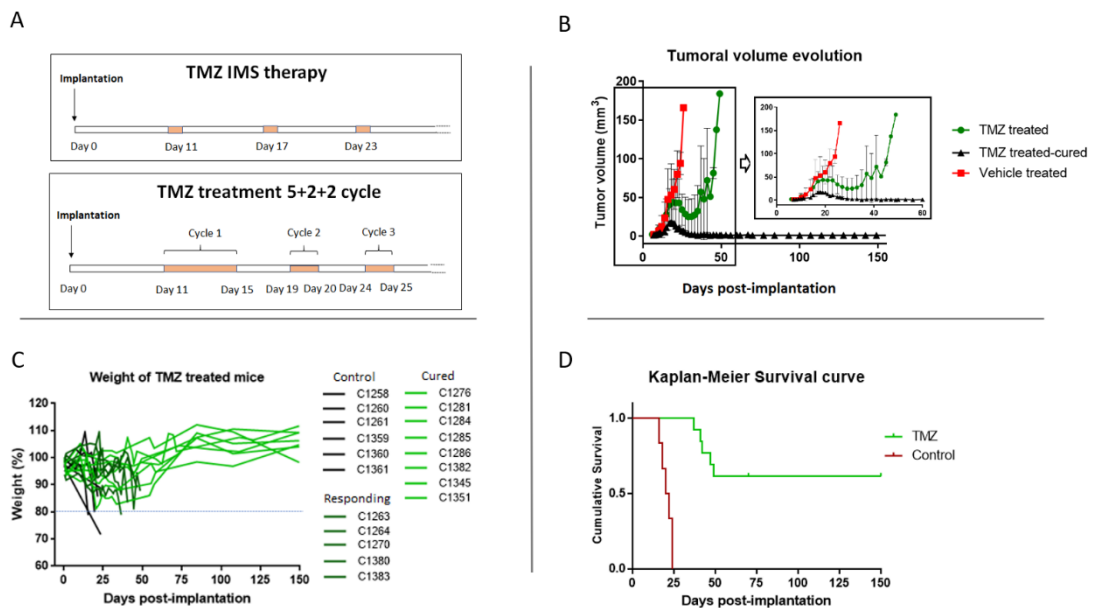 A
TMZ IMS therapy
Implantation
Day 0
Day 11
Day 17
Day 23
TMZ treatment 5+2+2 cycle
Implantation
Cycle 1
Cycle 2
Cycle 3
Day 0
Day 11
Day 15
Day 19
Day 20
Day 24
Day 25
B
Tumoral volume evolution
Tumor volume (mm³)
200
150
100
50
0
0
50
100
150
Days post-implantation
200
150
100
50
0
0
20
40
60
TMZ treated
TMZ treated-cured
Vehicle treated
C
Weight of TMZ treated mice
Weight (%)
120
110
100
90
80
70
60
0
25
50
75
100
125
150
Days post-implantation
Control
C1258
C1260
C1261
C1359
C1360
C1361
Responding
C1263
C1264
C1270
C1380
C1383
Cured
C1276
C1281
C1284
C1285
C1286
C1382
C1345
C1351
D
Kaplan-Meier Survival curve
Cumulative Survival
1.0
0.5
0.0
0
25
50
75
100
125
150
Days post-implantation
TMZ
Control